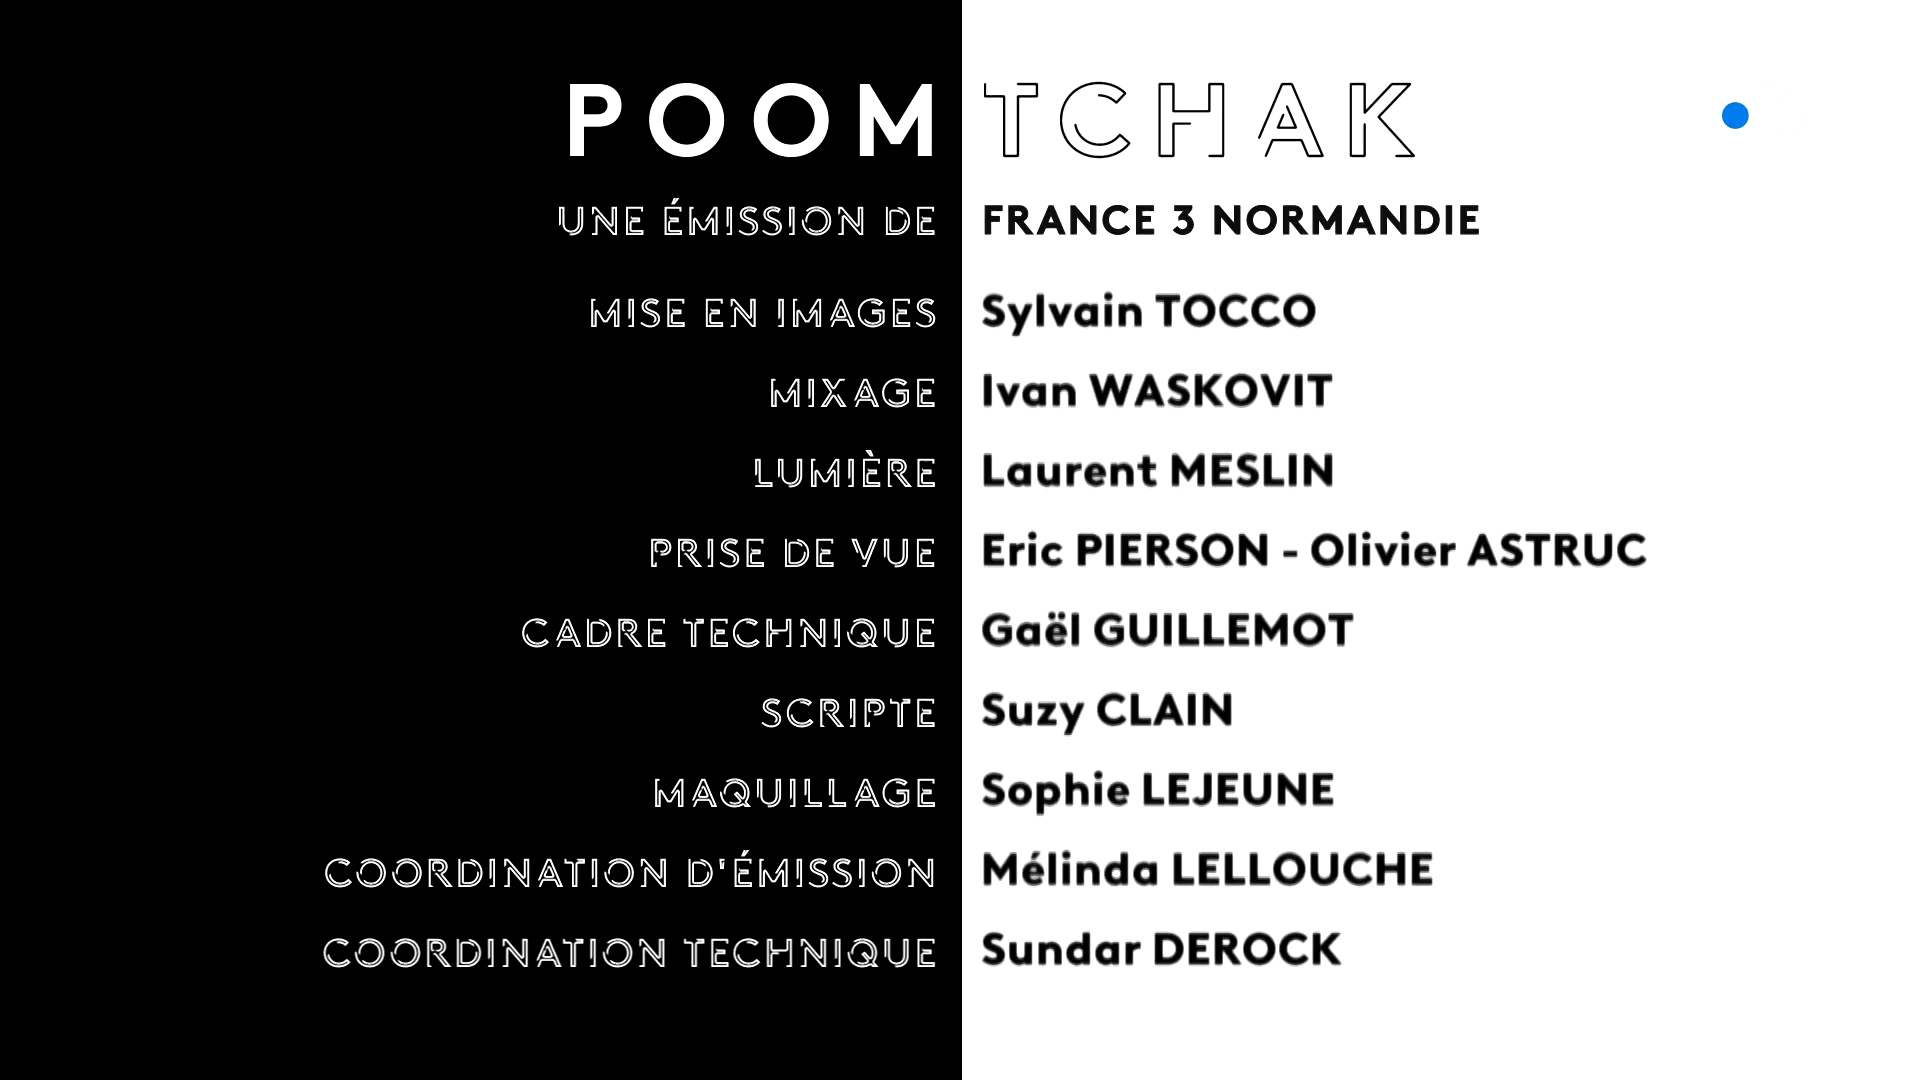 POOM TCHAK
UNE ÉMISSION DE FRANCE 3 NORMANDIE
MISE EN IMAGES Sylvain TOCCO
MIXAGE Ivan WASKOVIT
LUMIÈRE Laurent MESLIN
PRISE DE VUE Eric PIERSON - Olivier ASTRUC
CADRE TECHNIQUE Gaël GUILLEMOT
SCRIPTE Suzy CLAIN
MAQUILLAGE Sophie LEJEUNE
COORDINATION D'ÉMISSION Mélinda LELLOUCHE
COORDINATION TECHNIQUE Sundar DEROCK